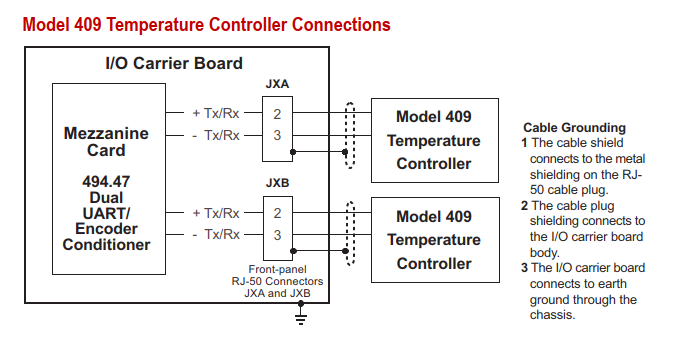 Model 409 Temperature Controller Connections
I/O Carrier Board
JXA
Mezzanine
Card
494.47
Dual
UART/
Encoder
Conditioner
+ Tx/Rx
2
- Tx/Rx
3
Model 409
Temperature
Controller
JXB
+ Tx/Rx
2
- Tx/Rx
3
Model 409
Temperature
Controller
Front-panel
RJ-50 Connectors
JXA and JXB
Cable Grounding
1 The cable shield
connects to the metal
shielding on the RJ-
50 cable plug.
2 The cable plug
shielding connects to
the I/O carrier board
body.
3 The I/O carrier board
connects to earth
ground through the
chassis.